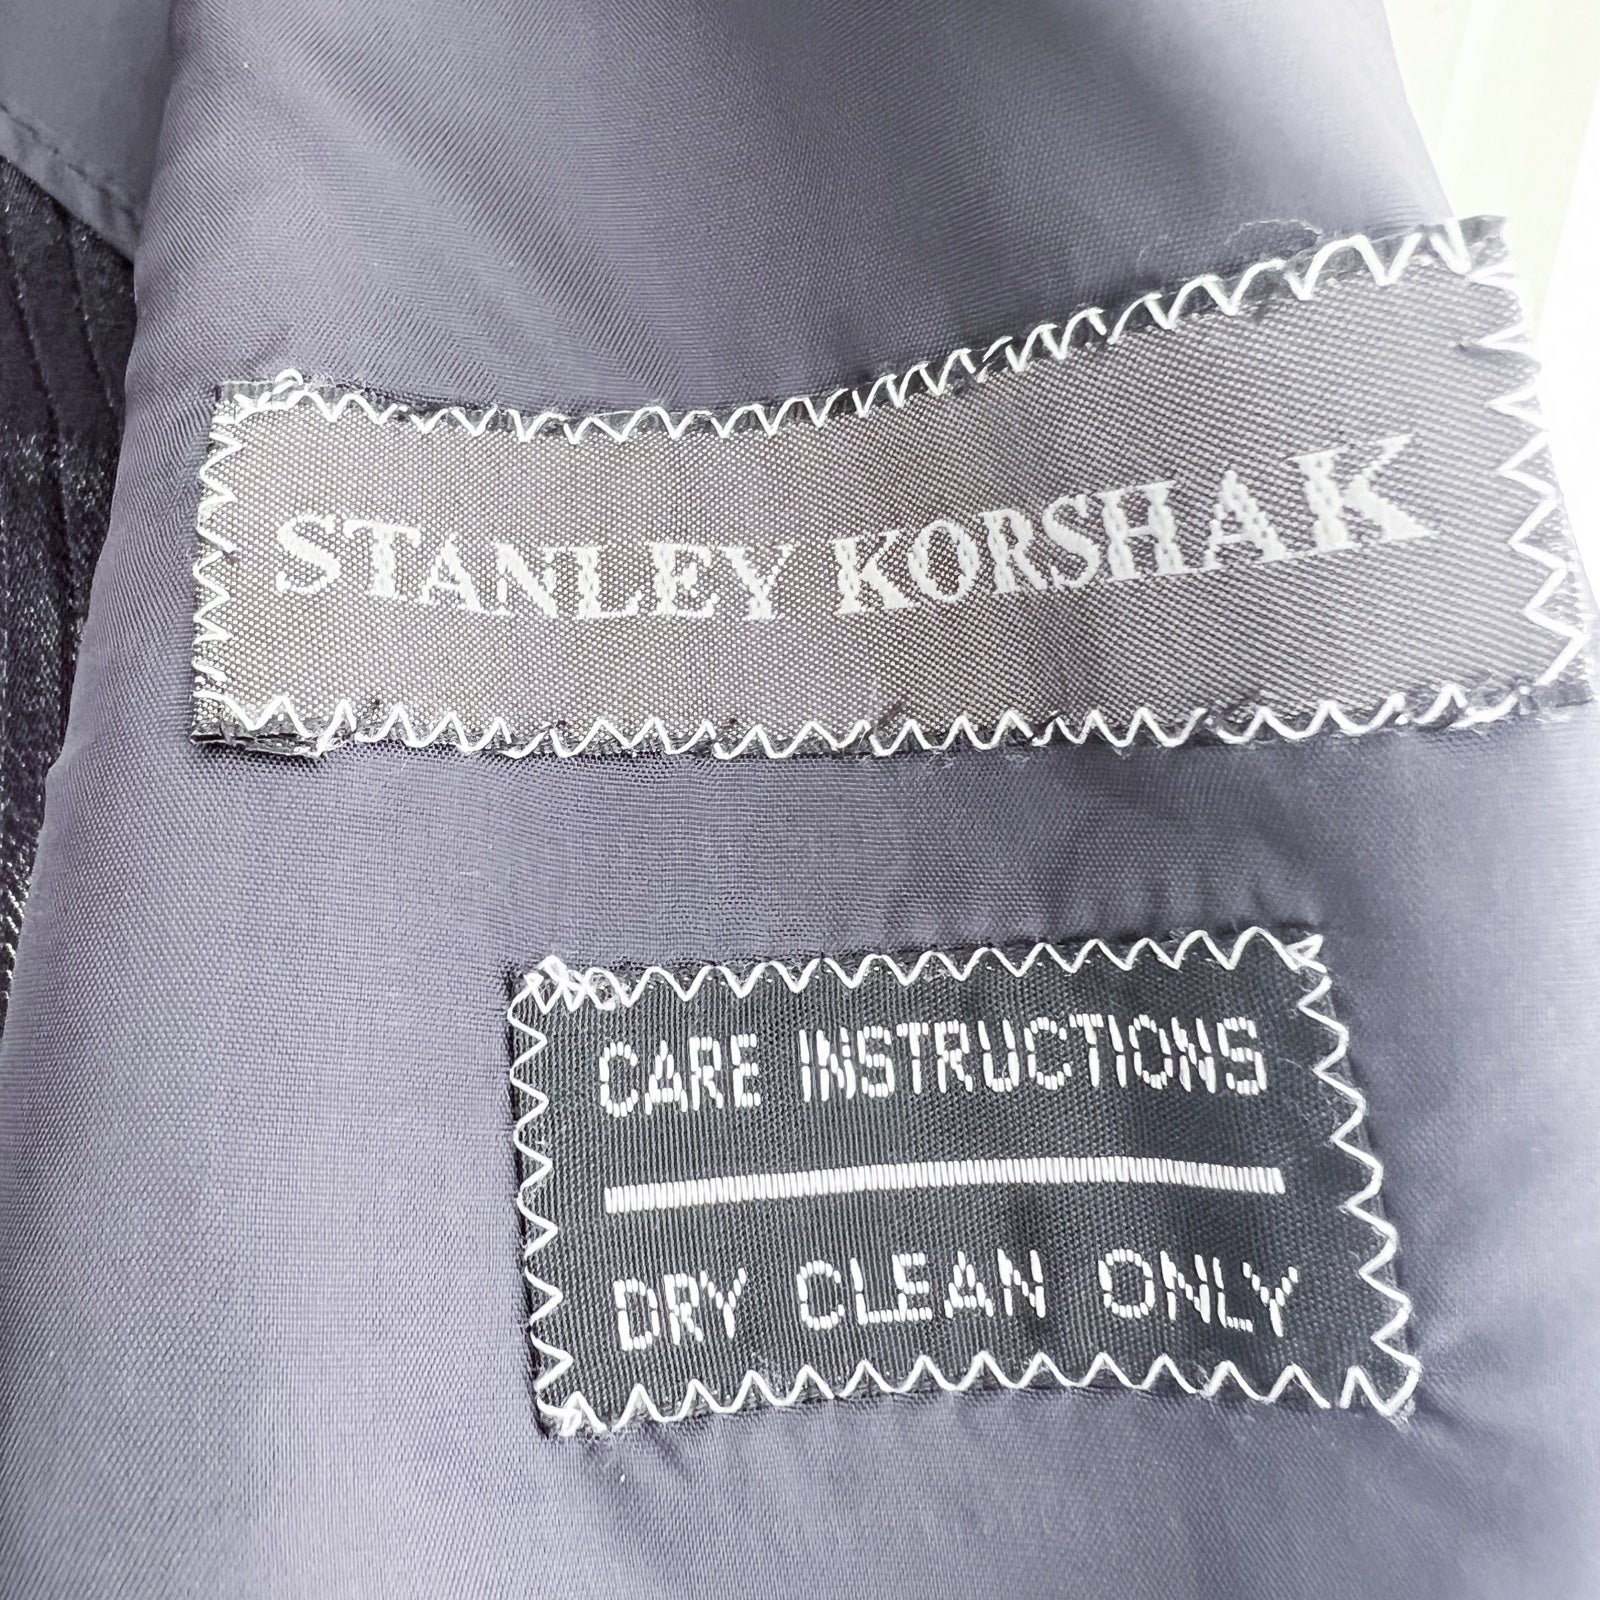 STANLEY KORSHAK
CARE INSTRUCTIONS
DRY CLEAN ONLY